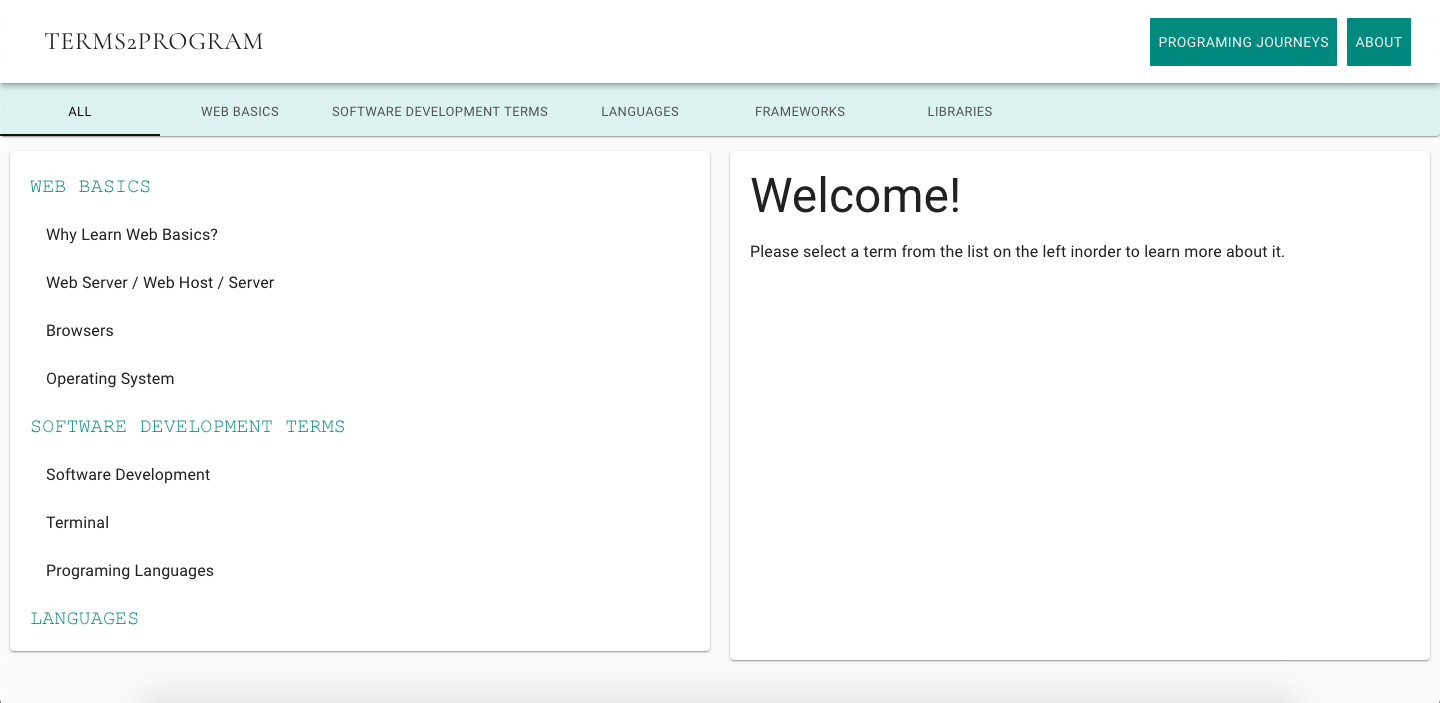 TERMS2PROGRAM
PROGRAMING JOURNEYS
ABOUT
ALL
WEB BASICS
SOFTWARE DEVELOPMENT TERMS
LANGUAGES
FRAMEWORKS
LIBRARIES
WEB BASICS
Why Learn Web Basics?
Web Server / Web Host / Server
Browsers
Operating System
SOFTWARE DEVELOPMENT TERMS
Software Development
Terminal
Programing Languages
LANGUAGES
Welcome!
Please select a term from the list on the left inorder to learn more about it.